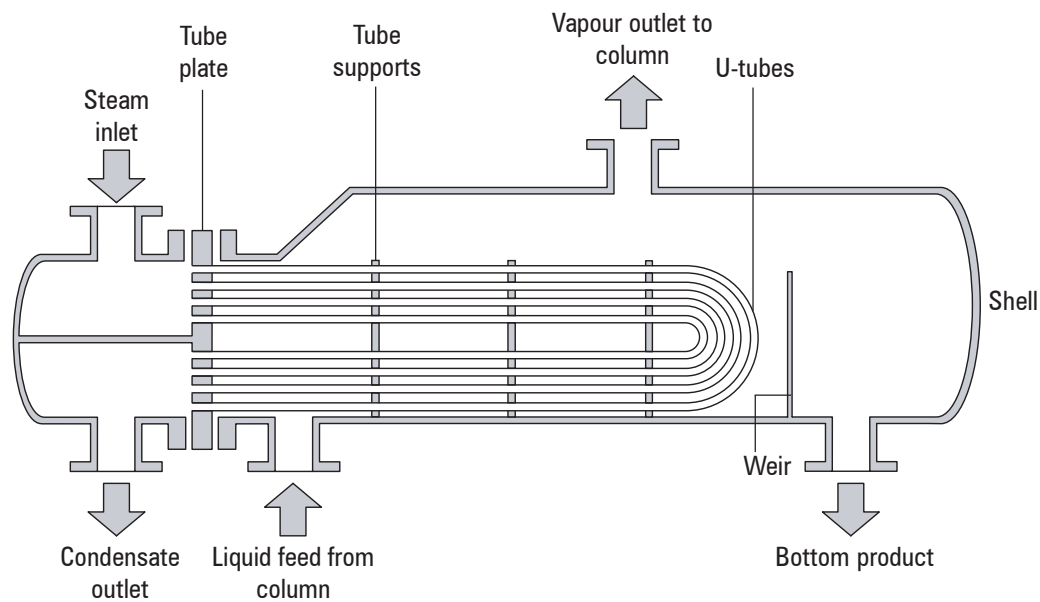 Vapour outlet to
column
Tube
plate
Tube
supports
U-tubes
Steam
inlet
Shell
Weir
Condensate
outlet
Liquid feed from
column
Bottom product